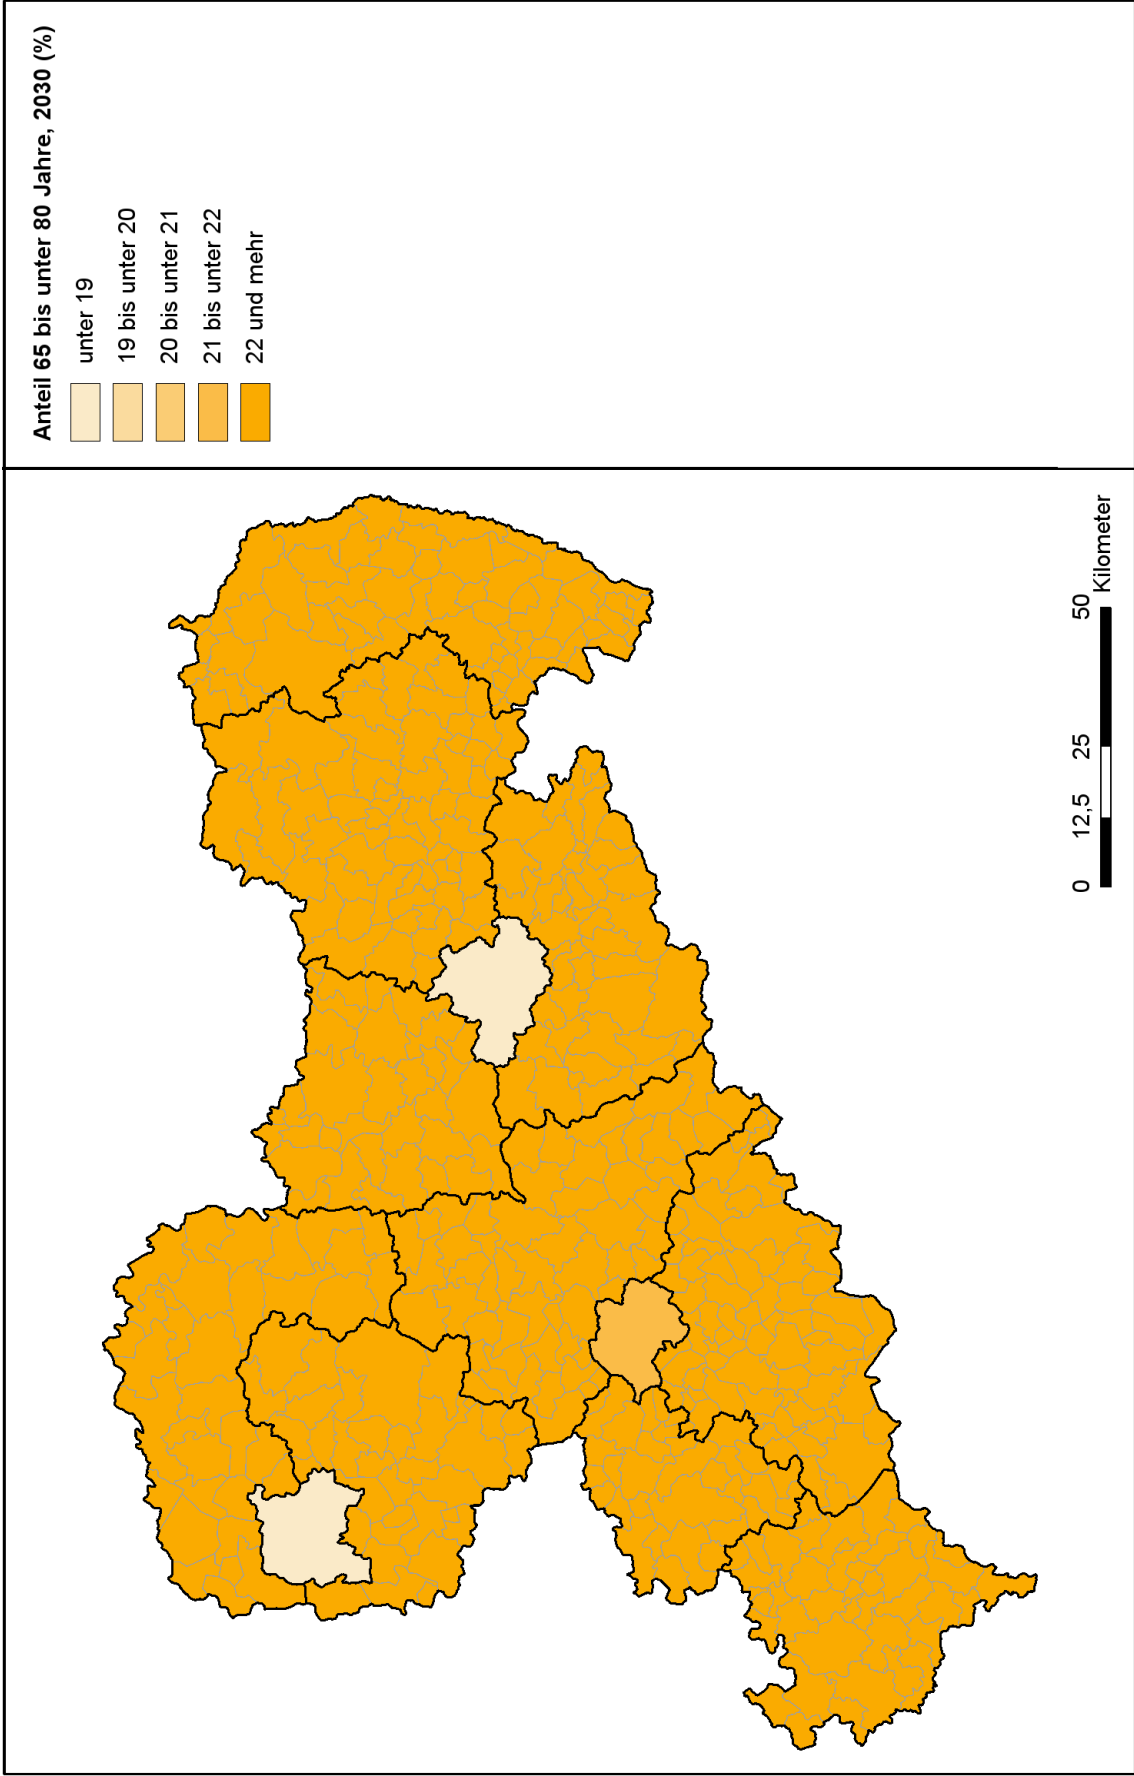 Anteil 65 bis unter 80 Jahre, 2030 (%)
unter 19
19 bis unter 20
20 bis unter 21
21 bis unter 22
22 und mehr
0 12,5 25 50
Kilometer